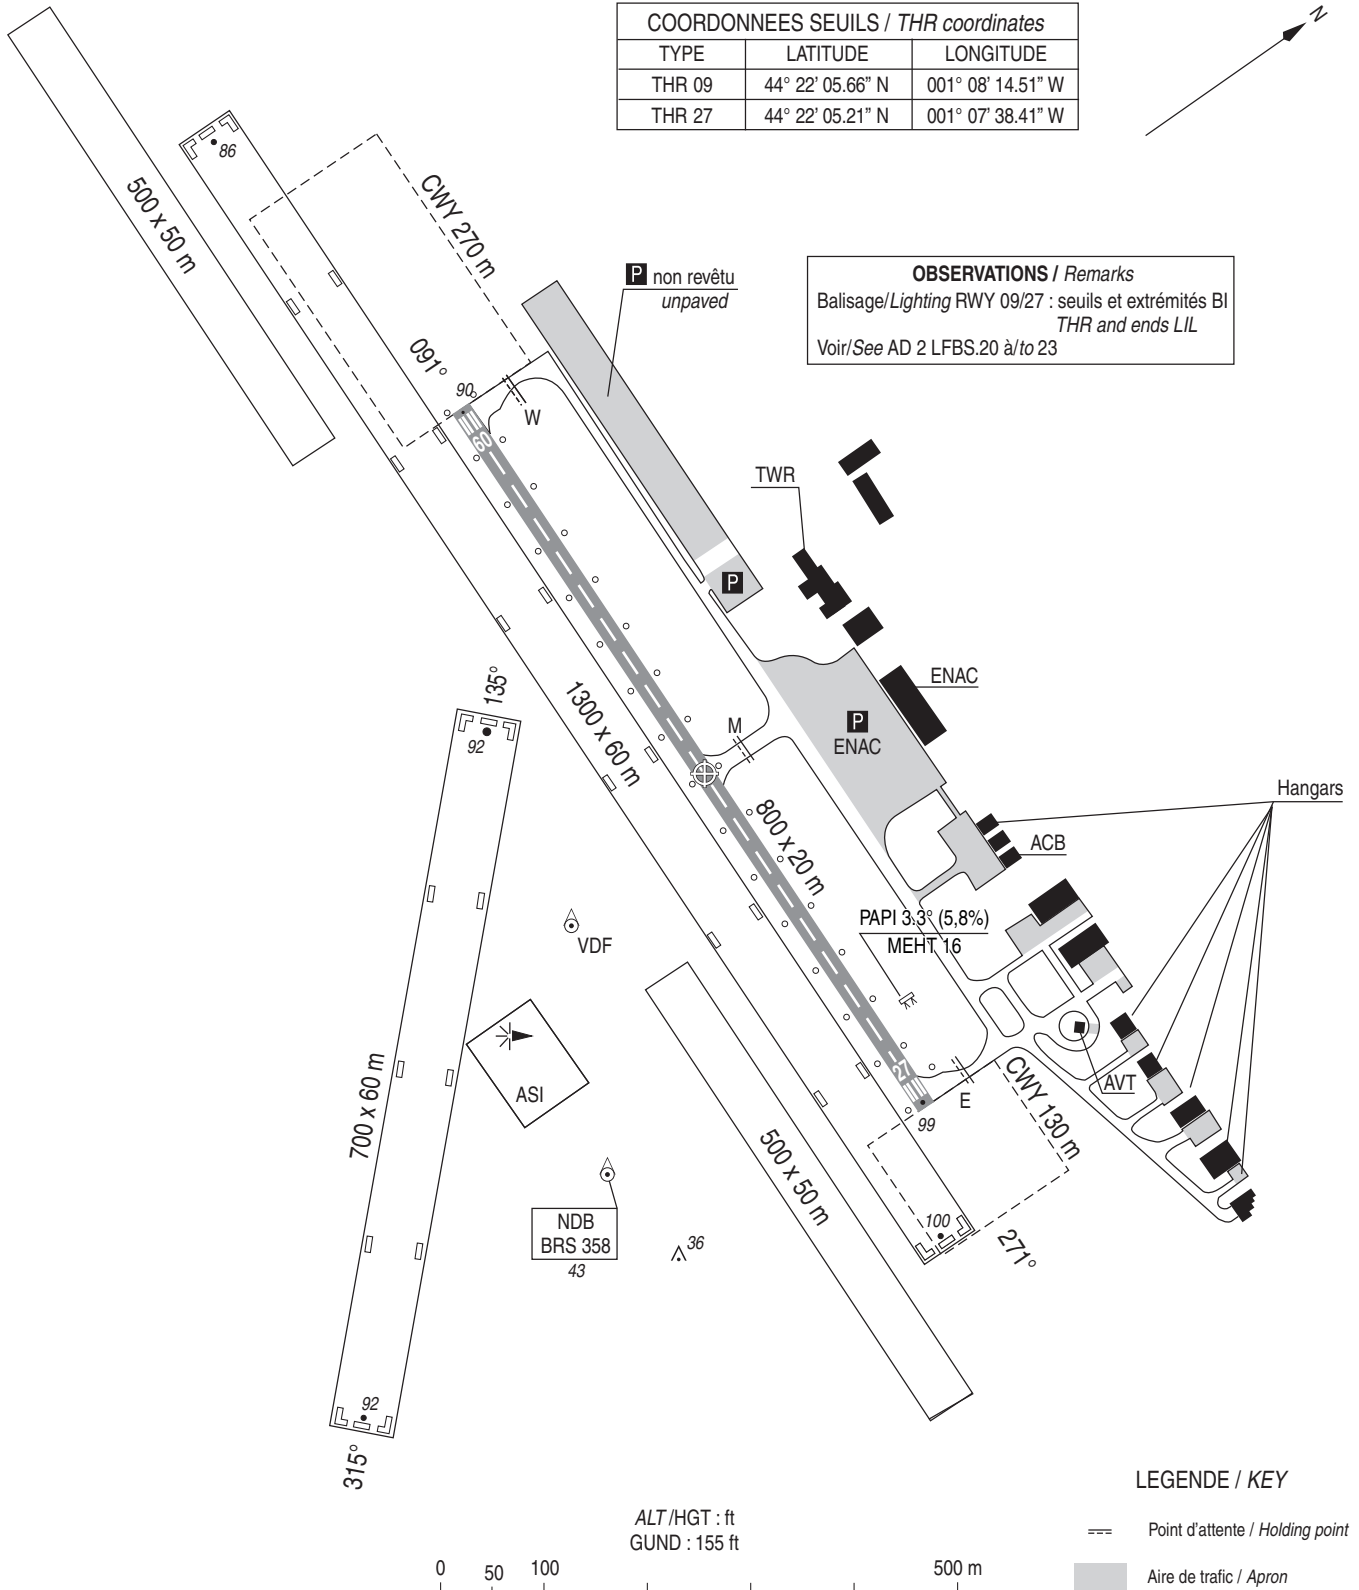 COORDONNEES SEUILS / THR coordinates
TYPE LATITUDE LONGITUDE
THR 09 44° 22’ 05.66” N 001° 08’ 14.51” W
THR 27 44° 22’ 05.21” N 001° 07’ 38.41” W
N
86
500 x 50 m
CWY 270 m
P non revêtu
unpaved
OBSERVATIONS / Remarks
Balisage/Lighting RWY 09/27 : seuils et extrémités BI
THR and ends LIL
Voir/See AD 2 LFBS.20 à/to 23
091°
90
W
09
TWR
P
ENAC
135°
92
1300 x 60 m
M
P
ENAC
Hangars
800 x 20 m
ACB
PAPI 3.3° (5,8%)
MEHT 16
VDF
ASI
700 x 60 m
27
E
99
CWY 130 m
AVT
500 x 50 m
NDB
BRS 358
43
36
100
271°
92
315°
LEGENDE / KEY
ALT /HGT : ft
GUND : 155 ft
Point d’attente / Holding point
Aire de trafic / Apron
0 50 100 500 m